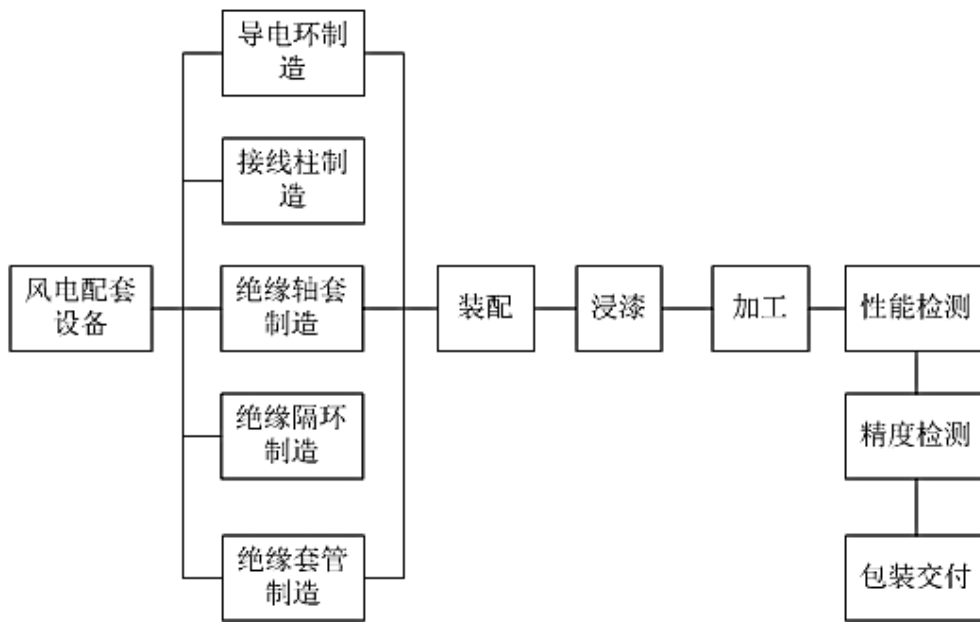 导电环制
造
接线柱制
造
风电配套
设备
绝缘轴套
制造
装配
浸漆
加工
性能检测
绝缘隔环
制造
精度检测
绝缘套管
制造
包装交付